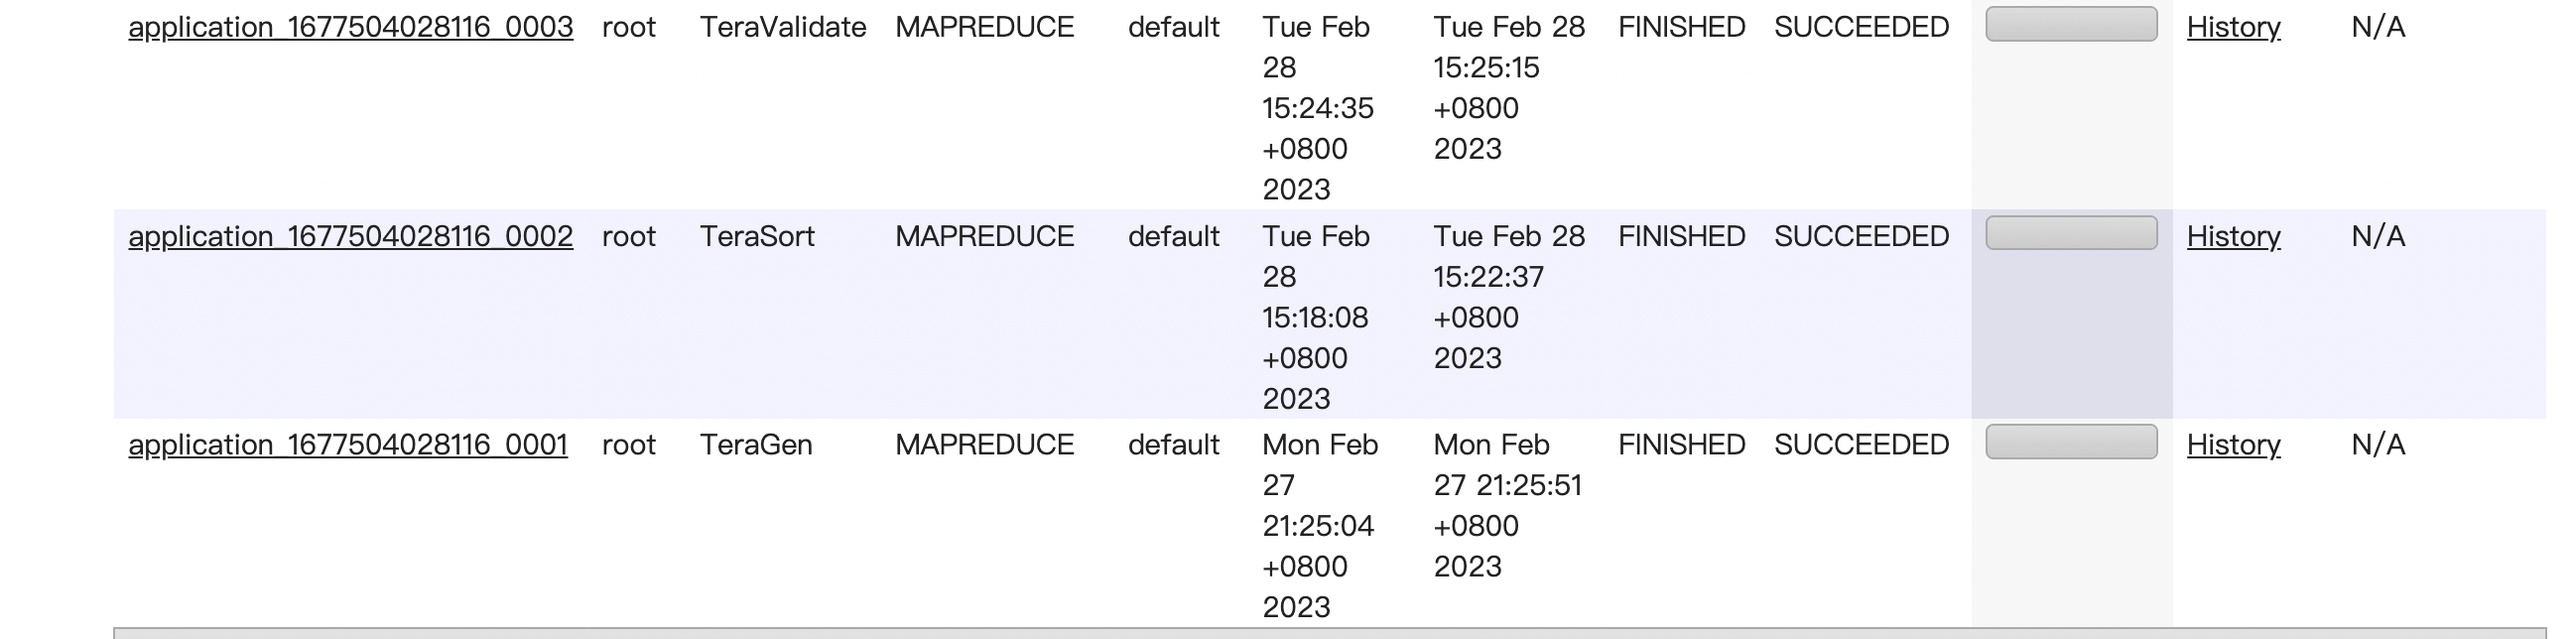 application_1677504028116_0003 root TeraValidate MAPREDUCE default Tue Feb Tue Feb 28 FINISHED SUCCEEDED History N/A
28 15:25:15
15:24:35 +0800
+0800 2023
2023
application_1677504028116_0002 root TeraSort MAPREDUCE default Tue Feb Tue Feb 28 FINISHED SUCCEEDED History N/A
28 15:22:37
15:18:08 +0800
+0800 2023
2023
application_1677504028116_0001 root TeraGen MAPREDUCE default Mon Feb Mon Feb FINISHED SUCCEEDED History N/A
27 27 21:25:51
21:25:04 +0800
+0800 2023
2023